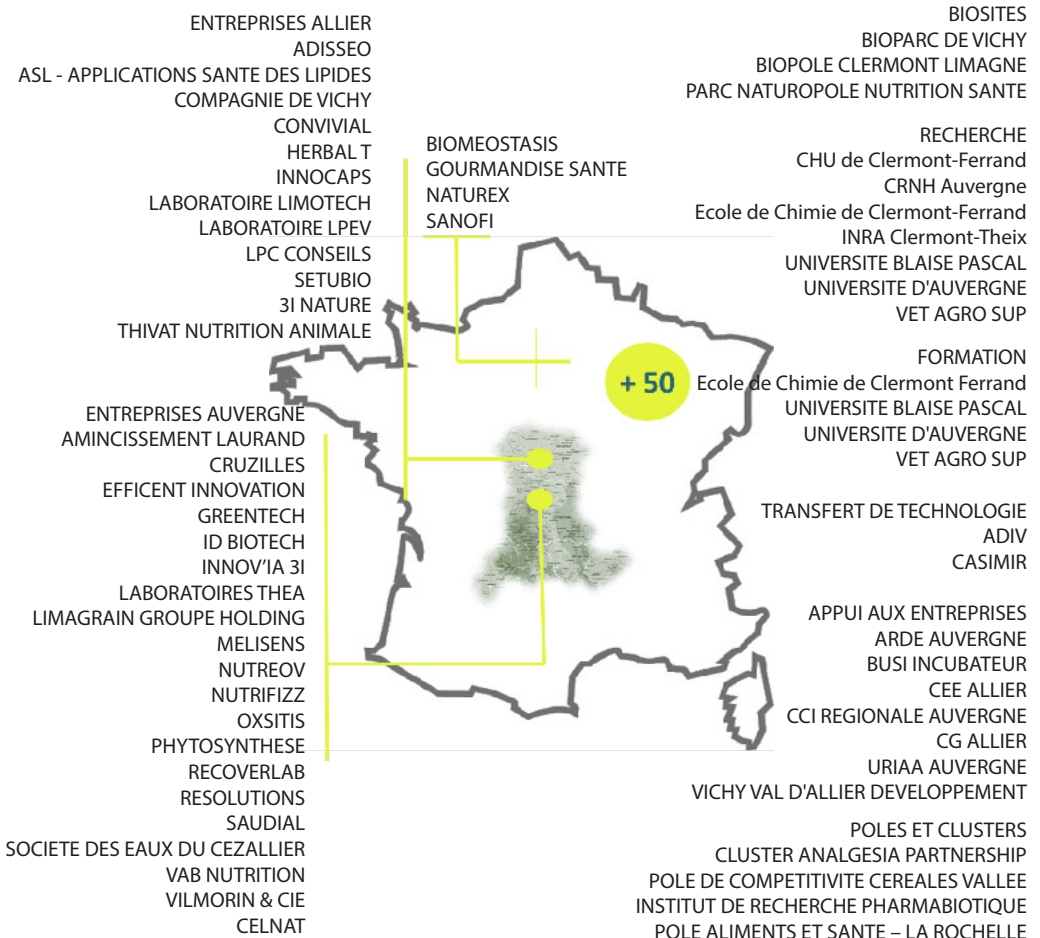 ENTREPRISES ALLIER
ADISSEO
ASL - APPLICATIONS SANTE DES LIPIDES
COMPAGNIE DE VICHY
CONVIVIAL
HERBAL T
INNOCAPS
LABORATOIRE LIMOTECH
LABORATOIRE LPEV
LPC CONSEILS
SETUBIO
3I NATURE
THIVAT NUTRITION ANIMALE
ENTREPRISES AUVERGNE
AMINCISSEMENT LAURAND
CRUZILLES
EFFICENT INNOVATION
GREENTECH
ID BIOTECH
INNOV'IA 3I
LABORATOIRES THEA
LIMAGRAIN GROUPE HOLDING
MELISENS
NUTREOV
NUTRIFIZZ
OXSITIS
PHYTOSYNTHESE
RECOVERLAB
RESOLUTIONS
SAUDIAL
SOCIETE DES EAUX DU CEZALLIER
VAB NUTRITION
VILMORIN & CIE
CELNAT
BIOMEOSTASIS
GOURMANDISE SANTE
NATUREX
SANOFI
+ 50
BIOSITES
BIOPARC DE VICHY
BIOPOLE CLERMONT LIMAGNE
PARC NATUROPOLE NUTRITION SANTE
RECHERCHE
CHU de Clermont-Ferrand
CRNH Auvergne
Ecole de Chimie de Clermont-Ferrand
INRA Clermont-Theix
UNIVERSITE BLAISE PASCAL
UNIVERSITE D'AUVERGNE
VET AGRO SUP
FORMATION
Ecole de Chimie de Clermont Ferrand
UNIVERSITE BLAISE PASCAL
UNIVERSITE D'AUVERGNE
VET AGRO SUP
TRANSFERT DE TECHNOLOGIE
ADIV
CASIMIR
APPUI AUX ENTREPRISES
ARDE AUVERGNE
BUSI INCUBATEUR
CEE ALLIER
CCI REGIONALE AUVERGNE
CG ALLIER
URIAA AUVERGNE
VICHY VAL D'ALLIER DEVELOPPEMENT
POLES ET CLUSTERS
CLUSTER ANALGESIA PARTNERSHIP
POLE DE COMPETITIVITE CEREALES VALLEE
INSTITUT DE RECHERCHE PHARMABIOTIQUE
POLE ALIMENTS ET SANTE – LA ROCHELLE